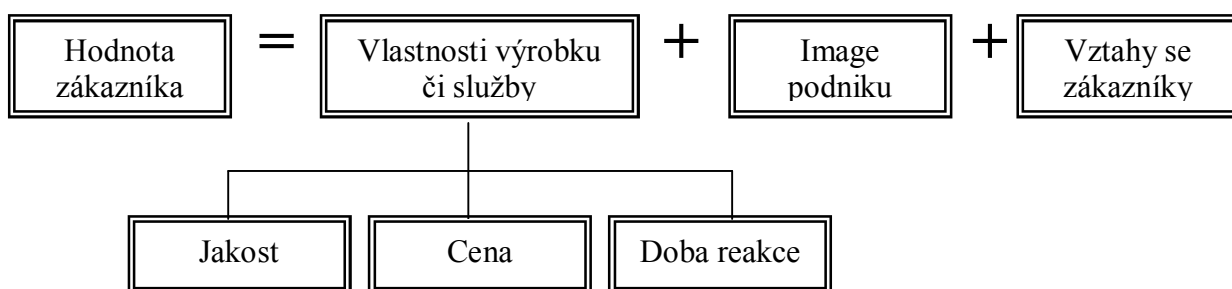 Hodnota zákazníka = Vlastnosti výrobku či služby + Image podniku + Vztahy se zákazníky
Jakost
Cena
Doba reakce